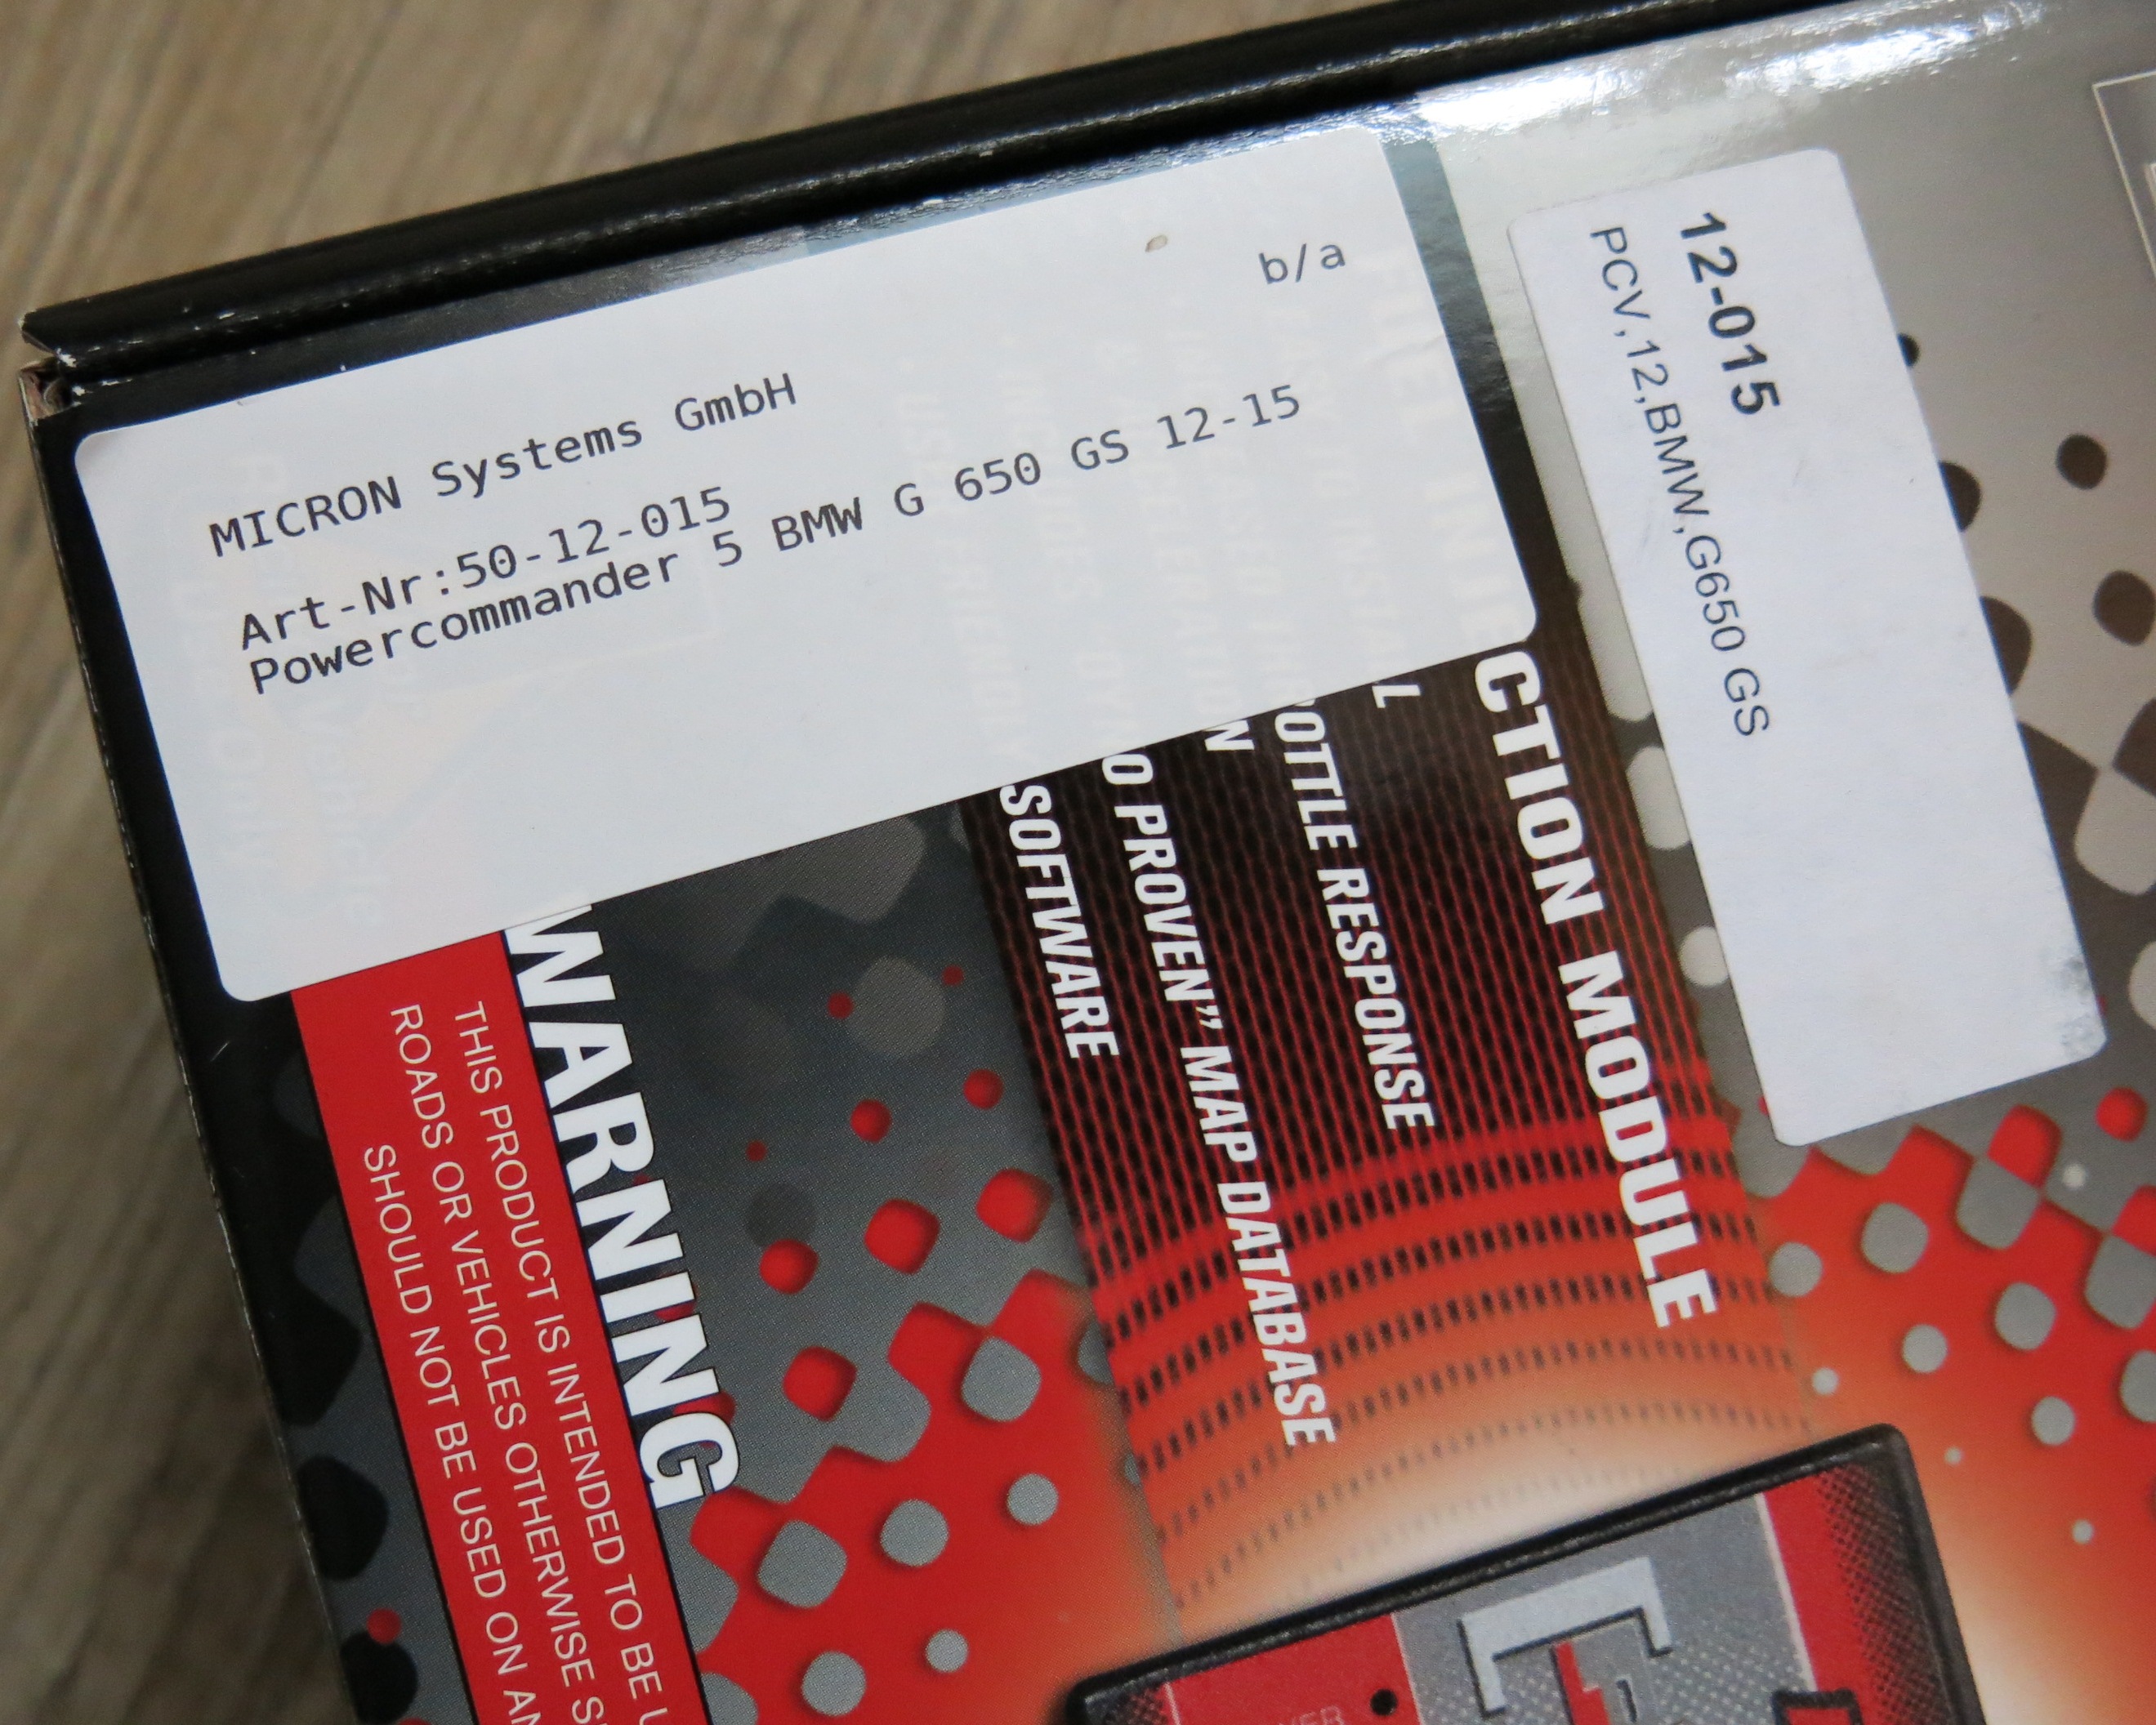 b/a
MICRON Systems GmbH
Art-Nr:50-12-015
Powercommander 5 BMW G 650 GS 12-15
12-015
PCV,12,BMW,G650 GS
CTION MODULE
L
OTTLE RESPONSE
N
O PROVEN" MAP DATABASE
SOFTWARE
WARNING
THIS PRODUCT IS INTENDED TO BE U
ROADS OR VEHICLES OTHERWISE S
SHOULD NOT BE USED ON AN